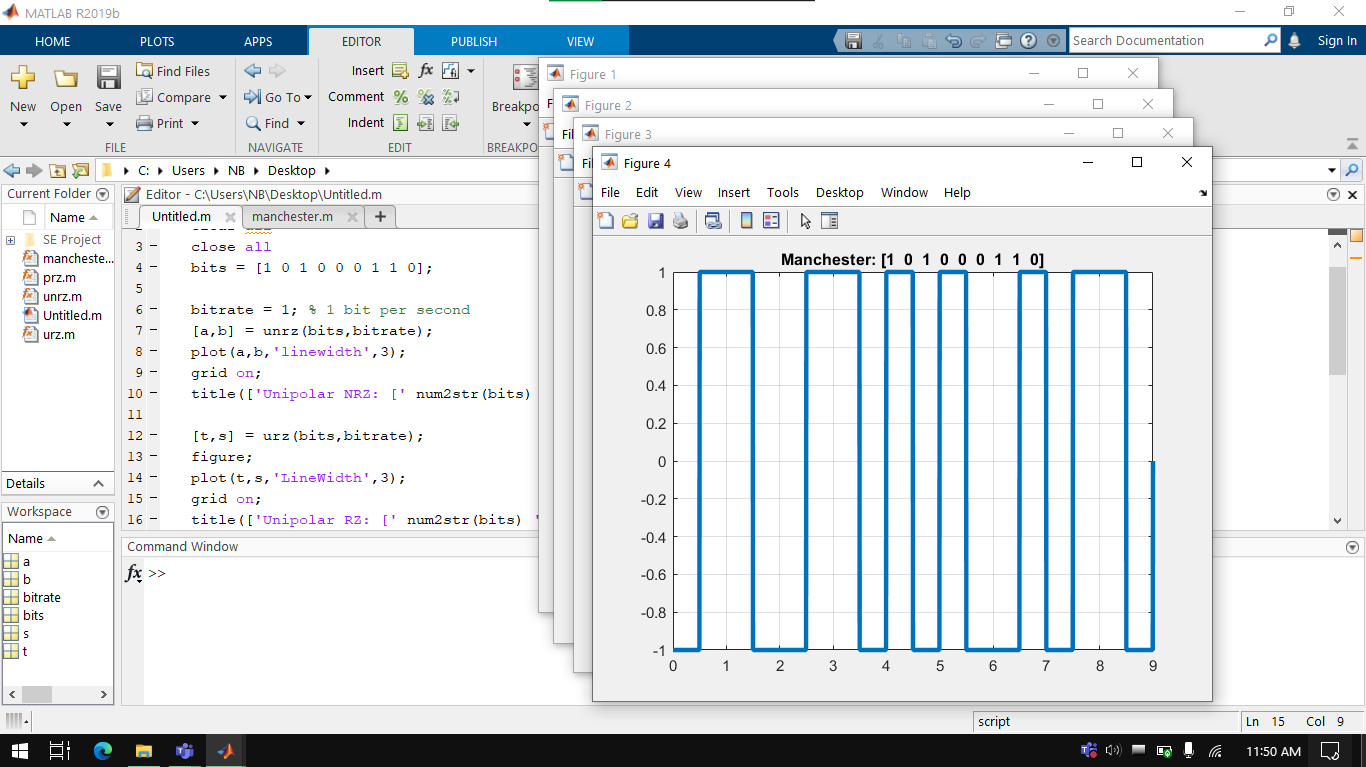 MATLAB R2019b
HOME PLOTS APPS EDITOR PUBLISH VIEW
Search Documentation
Sign In
New Open Save
Find Files
Compare
Print
FILE
Go To
Find
NAVIGATE
Insert
Comment
Indent
EDIT
Breakpo
BREAKPO
Figure 1
F
Figure 2
Fil
Figure 3
Fi
Figure 4
File Edit View Insert Tools Desktop Window Help
C: Users NB Desktop
Current Folder
Name
SE Project
mancheste...
prz.m
unrz.m
Untitled.m
urz.m
Details
Workspace
Name
a
b
bitrate
bits
s
t
Editor - C:\Users\NB\Desktop\Untitled.m
Untitled.m manchester.m
3 – close all
4 – bits = [1 0 1 0 0 0 1 1 0];
5
6 – bitrate = 1; % 1 bit per second
7 – [a,b] = unrz(bits,bitrate);
8 – plot(a,b,'linewidth',3);
9 – grid on;
10 – title(['Unipolar NRZ: [' num2str(bits)
11
12 – [t,s] = urz(bits,bitrate);
13 – figure;
14 – plot(t,s,'LineWidth',3);
15 – grid on;
16 – title(['Unipolar RZ: [' num2str(bits) '
Command Window
fx >>
Manchester: [1 0 1 0 0 0 1 1 0]
1
0.8
0.6
0.4
0.2
0
-0.2
-0.4
-0.6
-0.8
-1
0 1 2 3 4 5 6 7 8 9
script
Ln 15 Col 9
11:50 AM